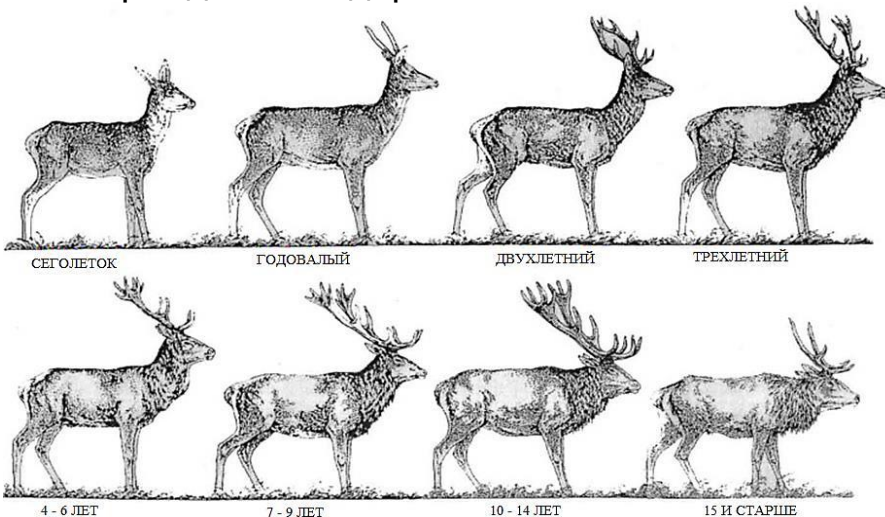 СЕГОЛЕТОК
ГОДОВАЛЫЙ
ДВУХЛЕТНИЙ
ТРЕХЛЕТНИЙ
4 - 6 ЛЕТ
7 - 9 ЛЕТ
10 - 14 ЛЕТ
15 И СТАРШЕ